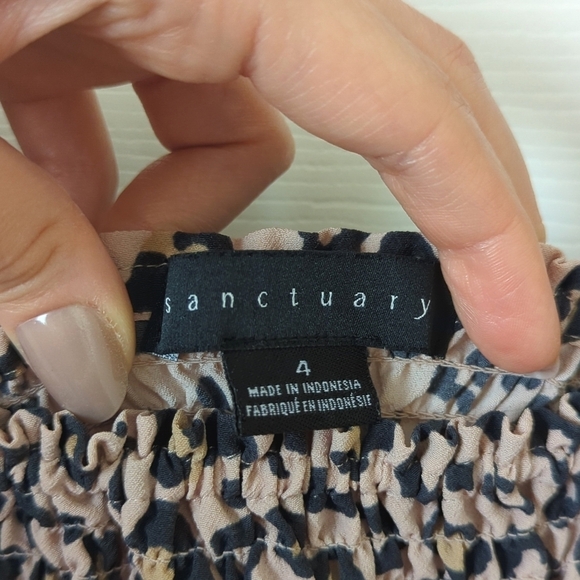 sanctuary
4
MADE IN INDONESIA
FABRIQUÉ EN INDONÉSIE